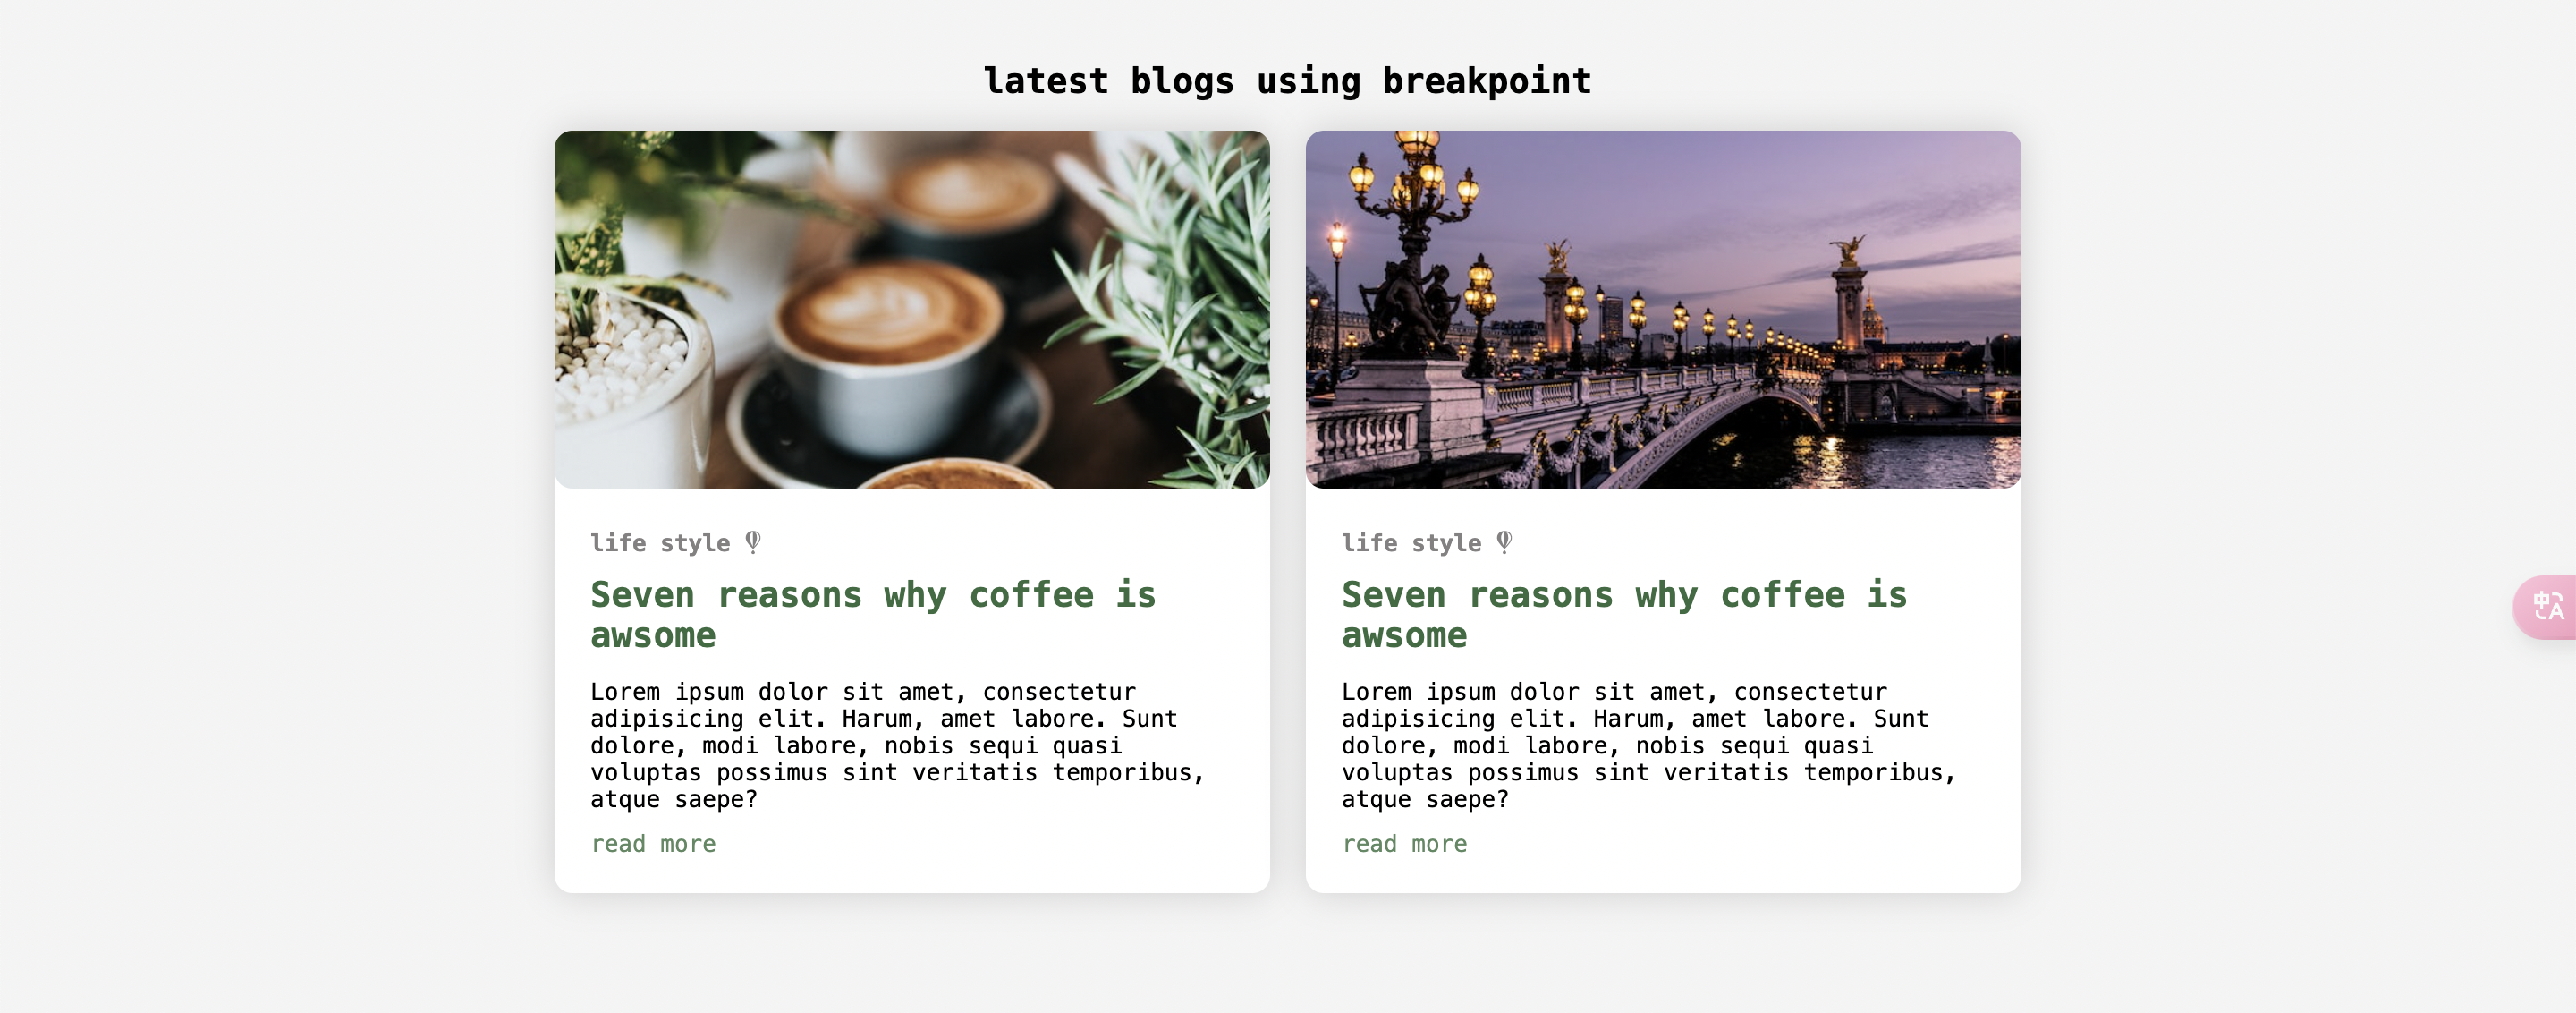 latest blogs using breakpoint
life style
Seven reasons why coffee is
awsome
Lorem ipsum dolor sit amet, consectetur
adipisicing elit. Harum, amet labore. Sunt
dolore, modi labore, nobis sequi quasi
voluptas possimus sint veritatis temporibus,
atque saepe?
read more
life style
Seven reasons why coffee is
awsome
Lorem ipsum dolor sit amet, consectetur
adipisicing elit. Harum, amet labore. Sunt
dolore, modi labore, nobis sequi quasi
voluptas possimus sint veritatis temporibus,
atque saepe?
read more
中A